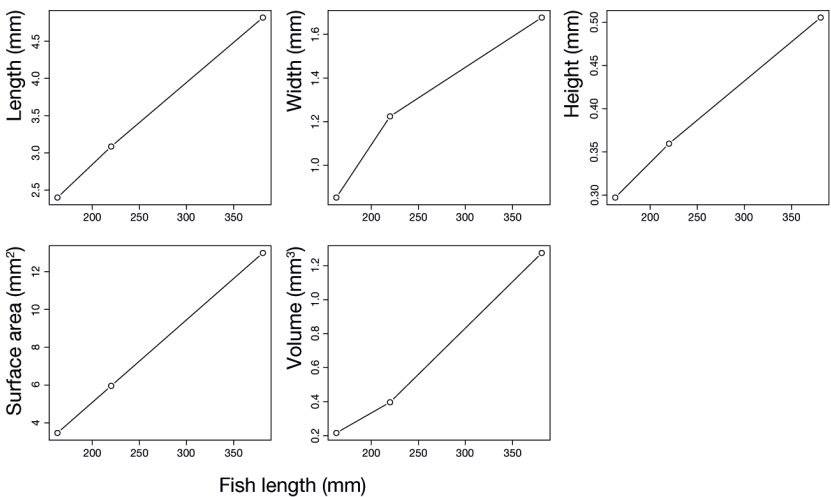 Length (mm)
4.5
4.0
3.5
3.0
2.5
200 250 300 350
Width (mm)
1.6
1.4
1.2
1.0
200 250 300 350
Height (mm)
0.50
0.45
0.40
0.35
0.30
200 250 300 350
Surface area (mm²)
12
10
8
6
4
200 250 300 350
Volume (mm³)
1.2
1.0
0.8
0.6
0.4
0.2
200 250 300 350
Fish length (mm)